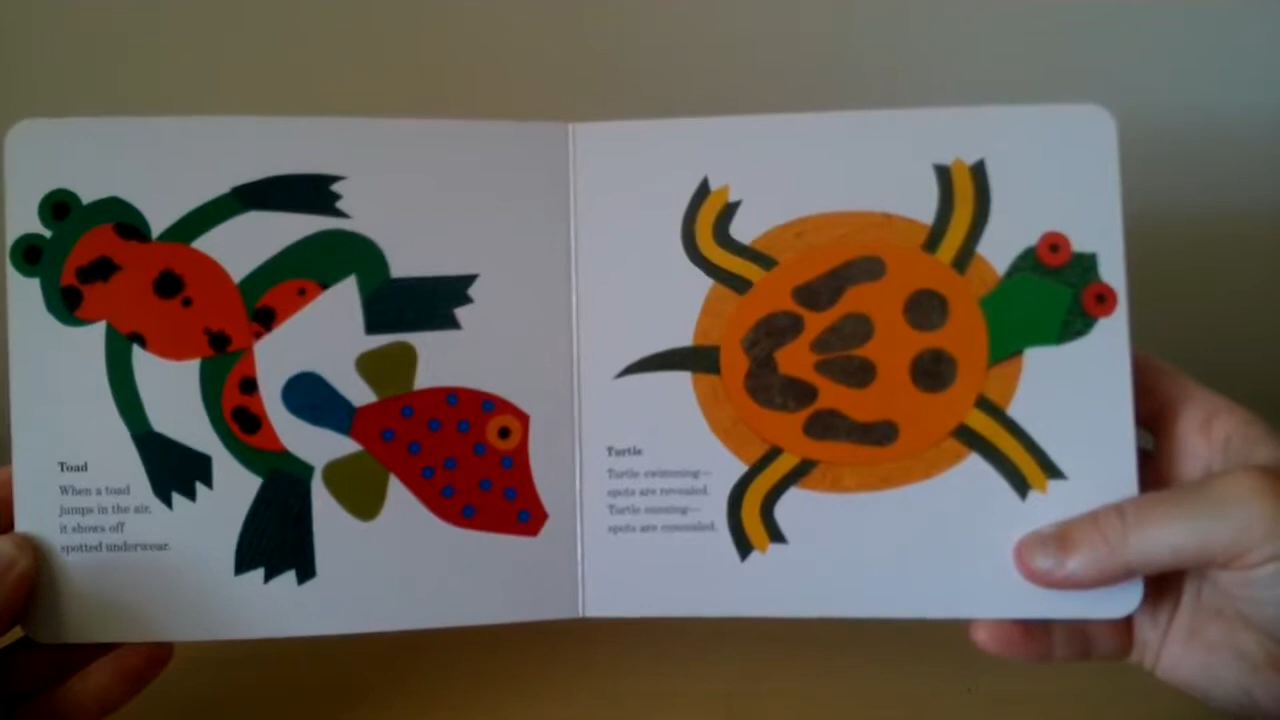 Toad
When a toad
jumps in the air,
it shows off
spotted underwear.
Turtle
Turtle swimming—
spots are revealed.
Turtle sunning—
spots are concealed.